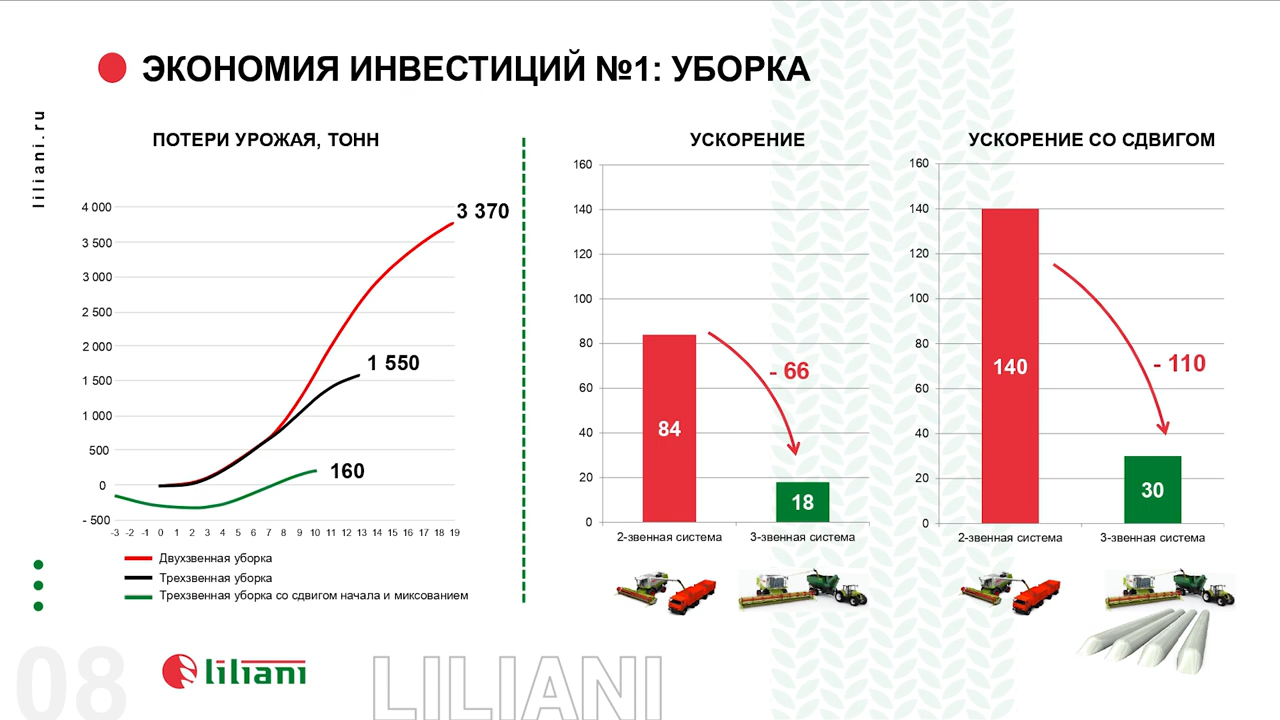 ЭКОНОМИЯ ИНВЕСТИЦИЙ №1: УБОРКА
liliani.ru
ПОТЕРИ УРОЖАЯ, ТОНН
4 000
3 500
3 000
2 500
2 000
1 500
1 000
500
0
- 500
3 370
1 550
160
-3 -2 -1 0 1 2 3 4 5 6 7 8 9 10 11 12 13 14 15 16 17 18 19
Двухзвенная уборка
Трехзвенная уборка
Трехзвенная уборка со сдвигом начала и миксованием
УСКОРЕНИЕ
160
140
120
100
80
60
40
20
0
84
- 66
18
2-звенная система
3-звенная система
УСКОРЕНИЕ СО СДВИГОМ
160
140
120
100
80
60
40
20
0
140
- 110
30
2-звенная система
3-звенная система
08
liliani
LILIANI